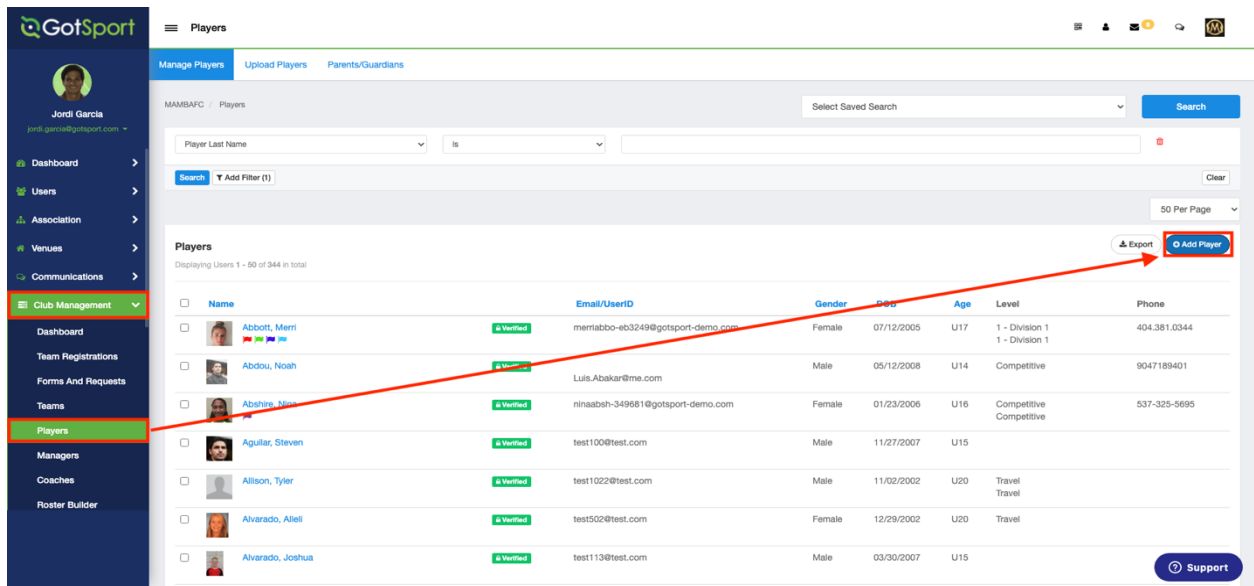 GotSport
Players
0
M
Jordi Garcia
jordi.garcia@gotsport.com
Dashboard
Users
Association
Venues
Communications
Club Management
Dashboard
Team Registrations
Forms And Requests
Teams
Players
Managers
Coaches
Roster Builder
Manage Players Upload Players Parents/Guardians
MAMBAFC / Players
Select Saved Search Search
Player Last Name Is
Search Add Filter (1) Clear
50 Per Page
Players Export Add Player
Displaying Users 1 - 50 of 344 in total
Name Email/UserID Gender DOB Age Level Phone
Abbott, Merri Verified merriabbo-eb3249@gotsport-demo.com Female 07/12/2005 U17 1 - Division 1 404.381.0344
1 - Division 1
Abdou, Noah Verified Male 05/12/2008 U14 Competitive 9047189401
Luis.Abakar@me.com
Abshire, Nina Verified ninaabsh-349681@gotsport-demo.com Female 01/23/2006 U16 Competitive 537-325-5695
Competitive
Aguilar, Steven Verified test100@test.com Male 11/27/2007 U15
Allison, Tyler Verified test1022@test.com Male 11/02/2002 U20 Travel
Travel
Alvarado, Alieli Verified test502@test.com Female 12/29/2002 U20 Travel
Alvarado, Joshua Verified test113@test.com Male 03/30/2007 U15
Support